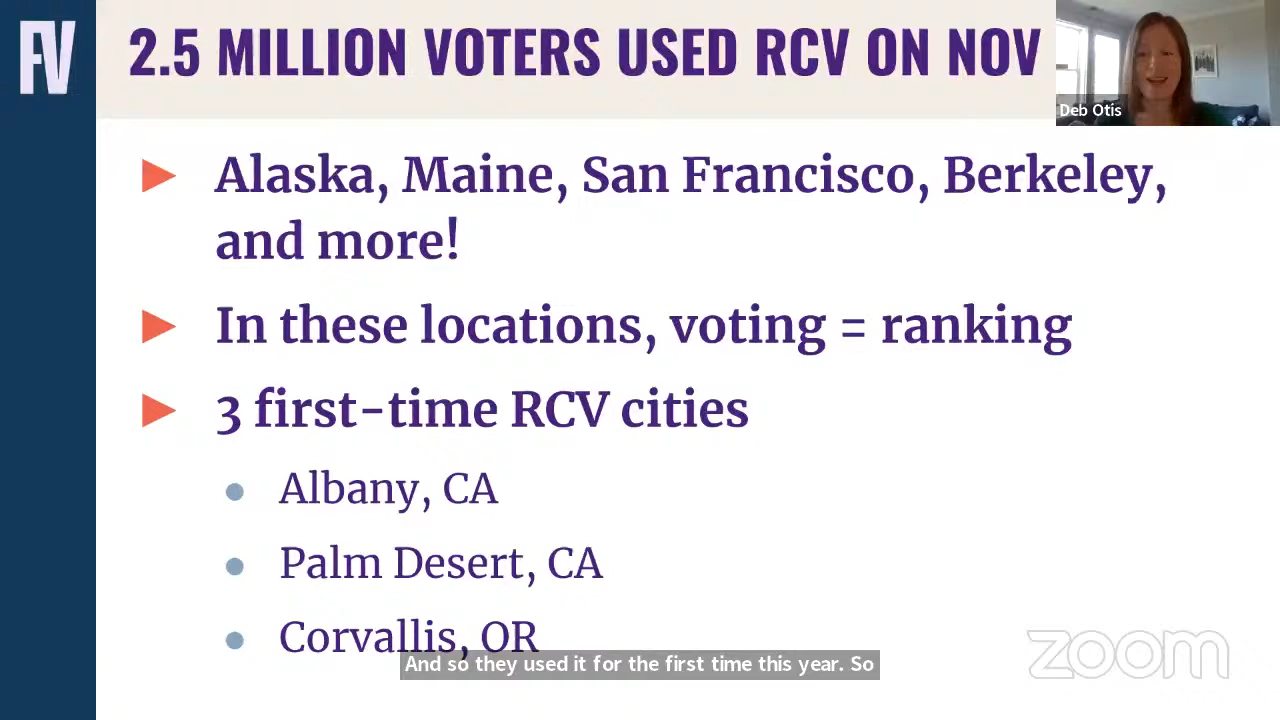 FV
2.5 MILLION VOTERS USED RCV ON NOV
Deb Otis
Alaska, Maine, San Francisco, Berkeley,
and more!
In these locations, voting = ranking
3 first-time RCV cities
Albany, CA
Palm Desert, CA
Corvallis, OR
And so they used it for the first time this year. So
zoom